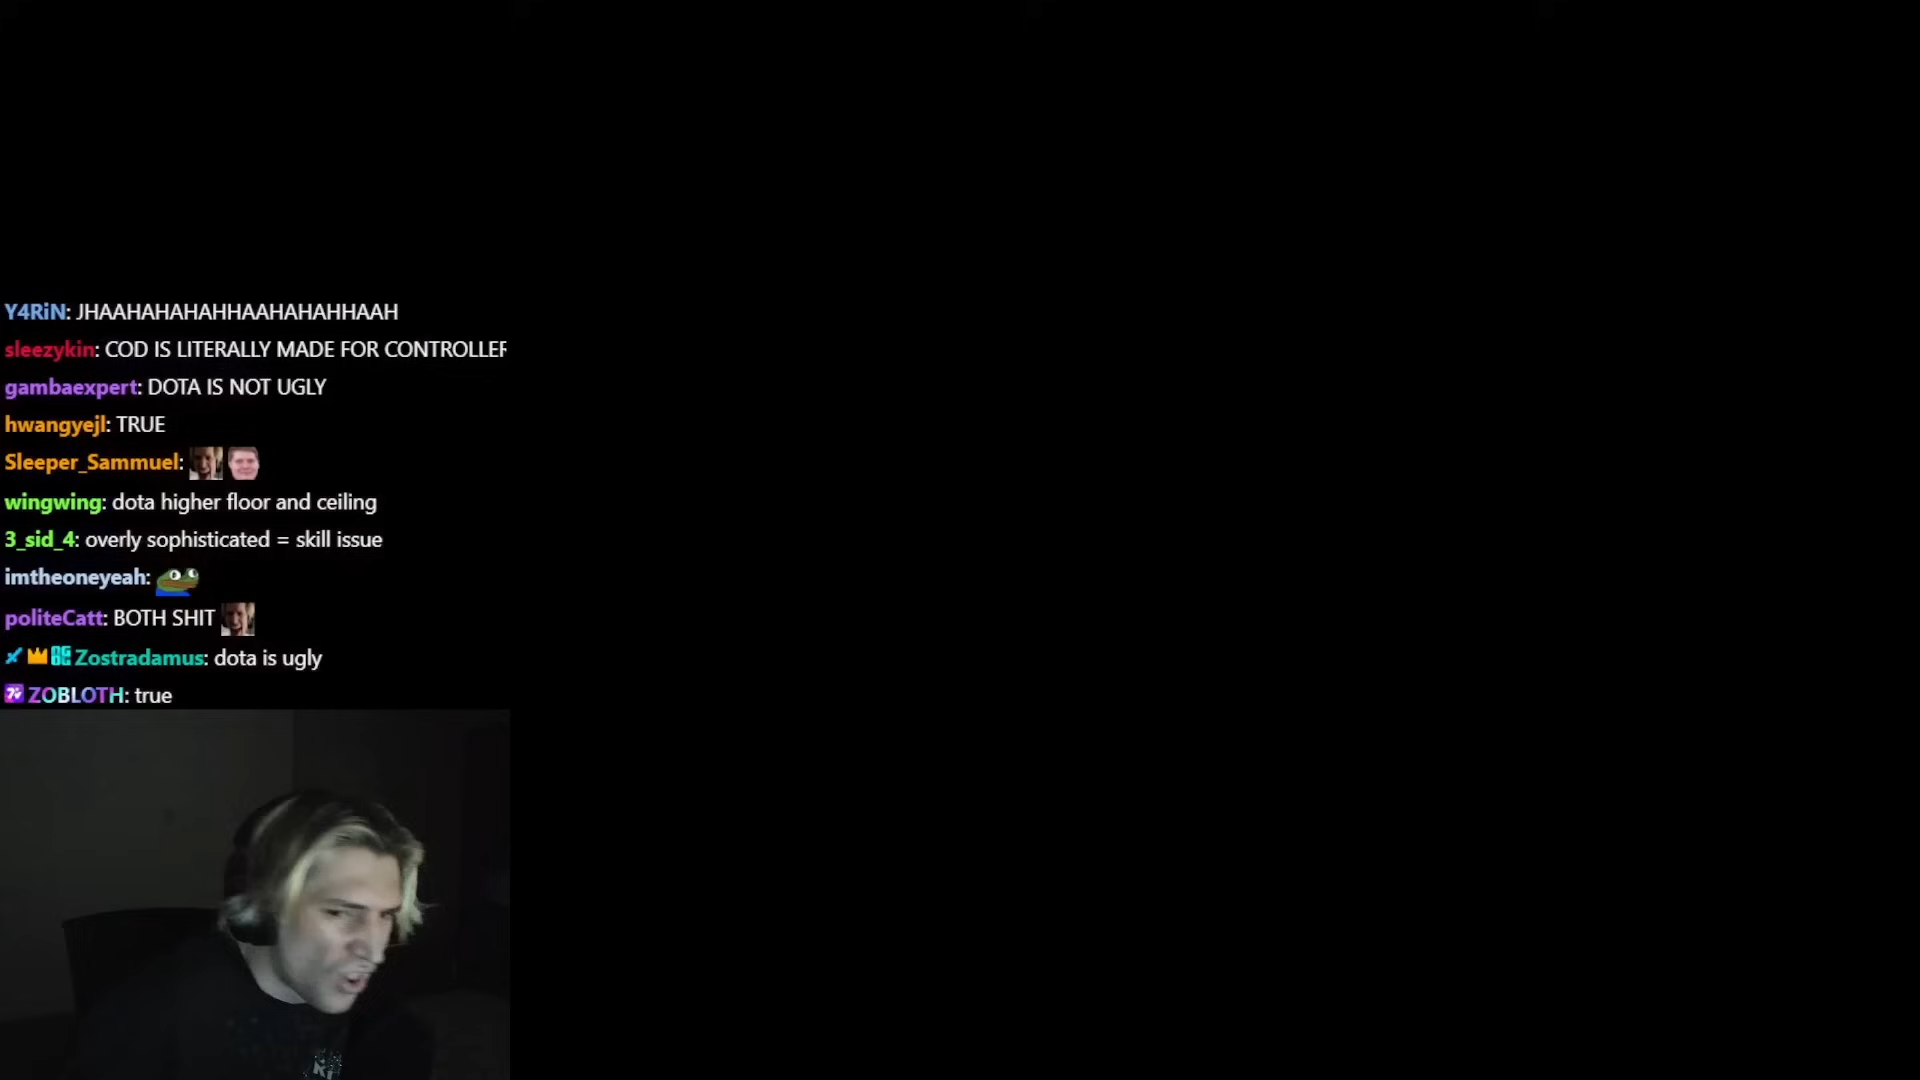 Y4RiN: JHAAHAHAHAHHAAHAHAHHAAH
sleezykin: COD IS LITERALLY MADE FOR CONTROLLER
gambaexpert: DOTA IS NOT UGLY
hwangyejl: TRUE
Sleeper_Sammuel:
wingwing: dota higher floor and ceiling
3_sid_4: overly sophisticated = skill issue
imtheoneyeah:
politeCatt: BOTH SHIT
Zostradamus: dota is ugly
ZOBLOTH: true